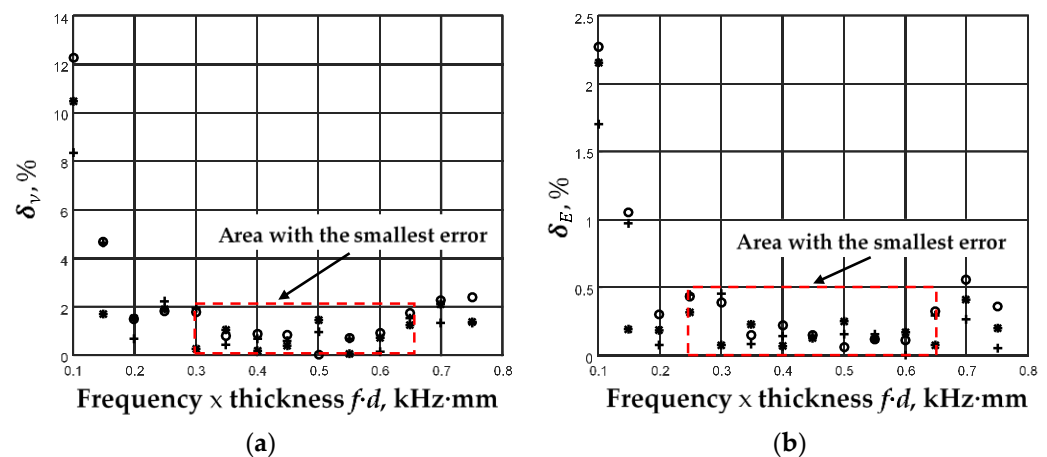 14
12
10
8
6
4
2
0
δν, %
Area with the smallest error
0.1 0.2 0.3 0.4 0.5 0.6 0.7 0.8
Frequency x thickness f·d, kHz·mm
(a)
2.5
2
1.5
1
0.5
0
δE, %
Area with the smallest error
0.1 0.2 0.3 0.4 0.5 0.6 0.7 0.8
Frequency x thickness f·d, kHz·mm
(b)